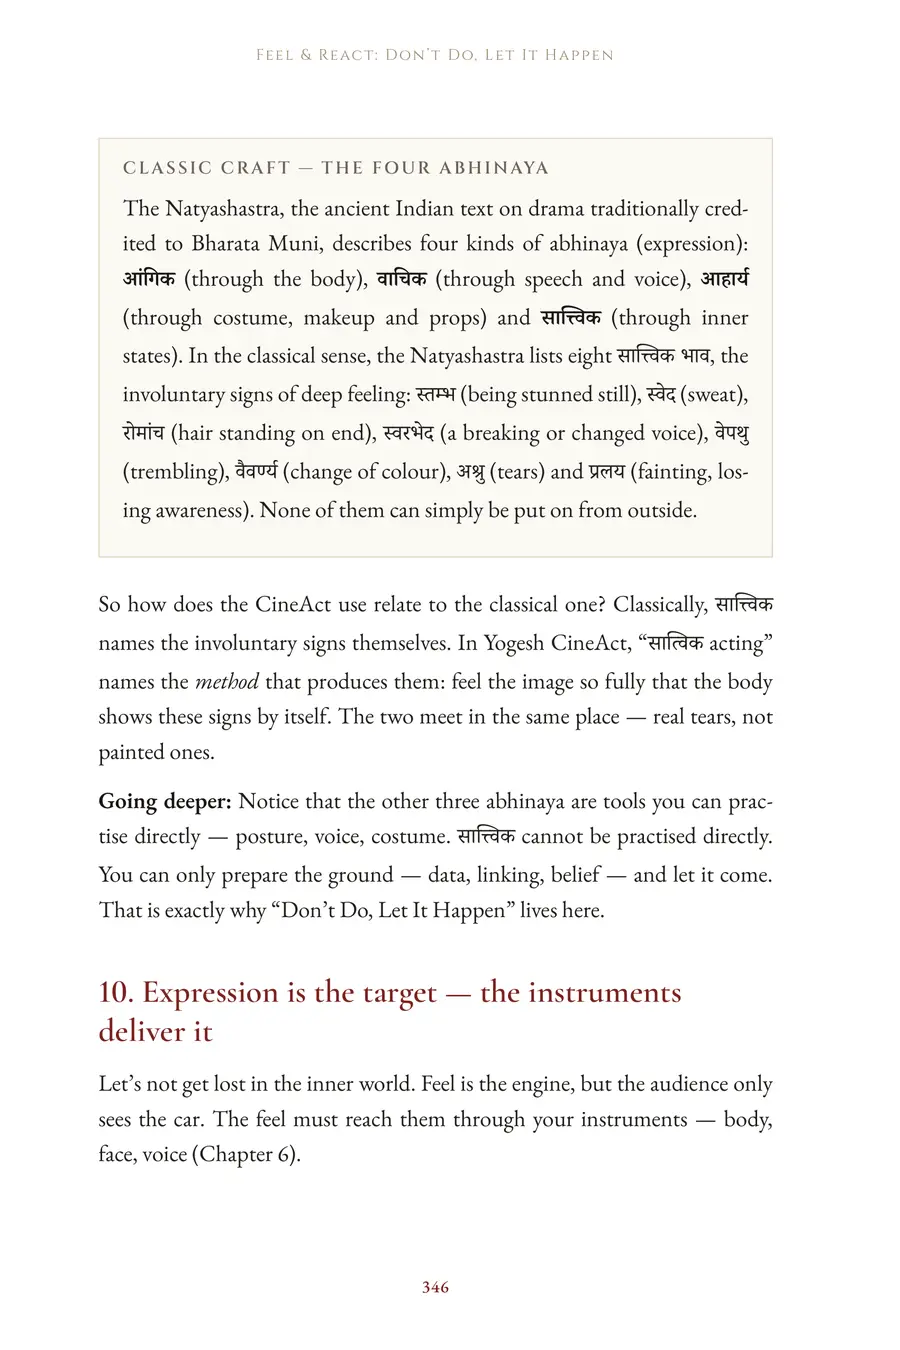 Feel & React: Don't Do, Let It Happen
CLASSIC CRAFT — THE FOUR ABHINAYA
The Natyashastra, the ancient Indian text on drama traditionally cred-
ited to Bharata Muni, describes four kinds of abhinaya (expression):
आंगिक (through the body), वाचिक (through speech and voice), आहार्य
(through costume, makeup and props) and सात्त्विक (through inner
states). In the classical sense, the Natyashastra lists eight सात्त्विक भाव, the
involuntary signs of deep feeling: स्तम्भ (being stunned still), स्वेद (sweat),
रोमांच (hair standing on end), स्वरभेद (a breaking or changed voice), वेपथु
(trembling), वैवर्ण्य (change of colour), अश्रु (tears) and प्रलय (fainting, los-
ing awareness). None of them can simply be put on from outside.
So how does the CineAct use relate to the classical one? Classically, सात्त्विक
names the involuntary signs themselves. In Yogesh CineAct, “सात्विक acting”
names the method that produces them: feel the image so fully that the body
shows these signs by itself. The two meet in the same place — real tears, not
painted ones.
Going deeper: Notice that the other three abhinaya are tools you can prac-
tise directly — posture, voice, costume. सात्त्विक cannot be practised directly.
You can only prepare the ground — data, linking, belief — and let it come.
That is exactly why “Don’t Do, Let It Happen” lives here.
10. Expression is the target — the instruments
deliver it
Let’s not get lost in the inner world. Feel is the engine, but the audience only
sees the car. The feel must reach them through your instruments — body,
face, voice (Chapter 6).
346